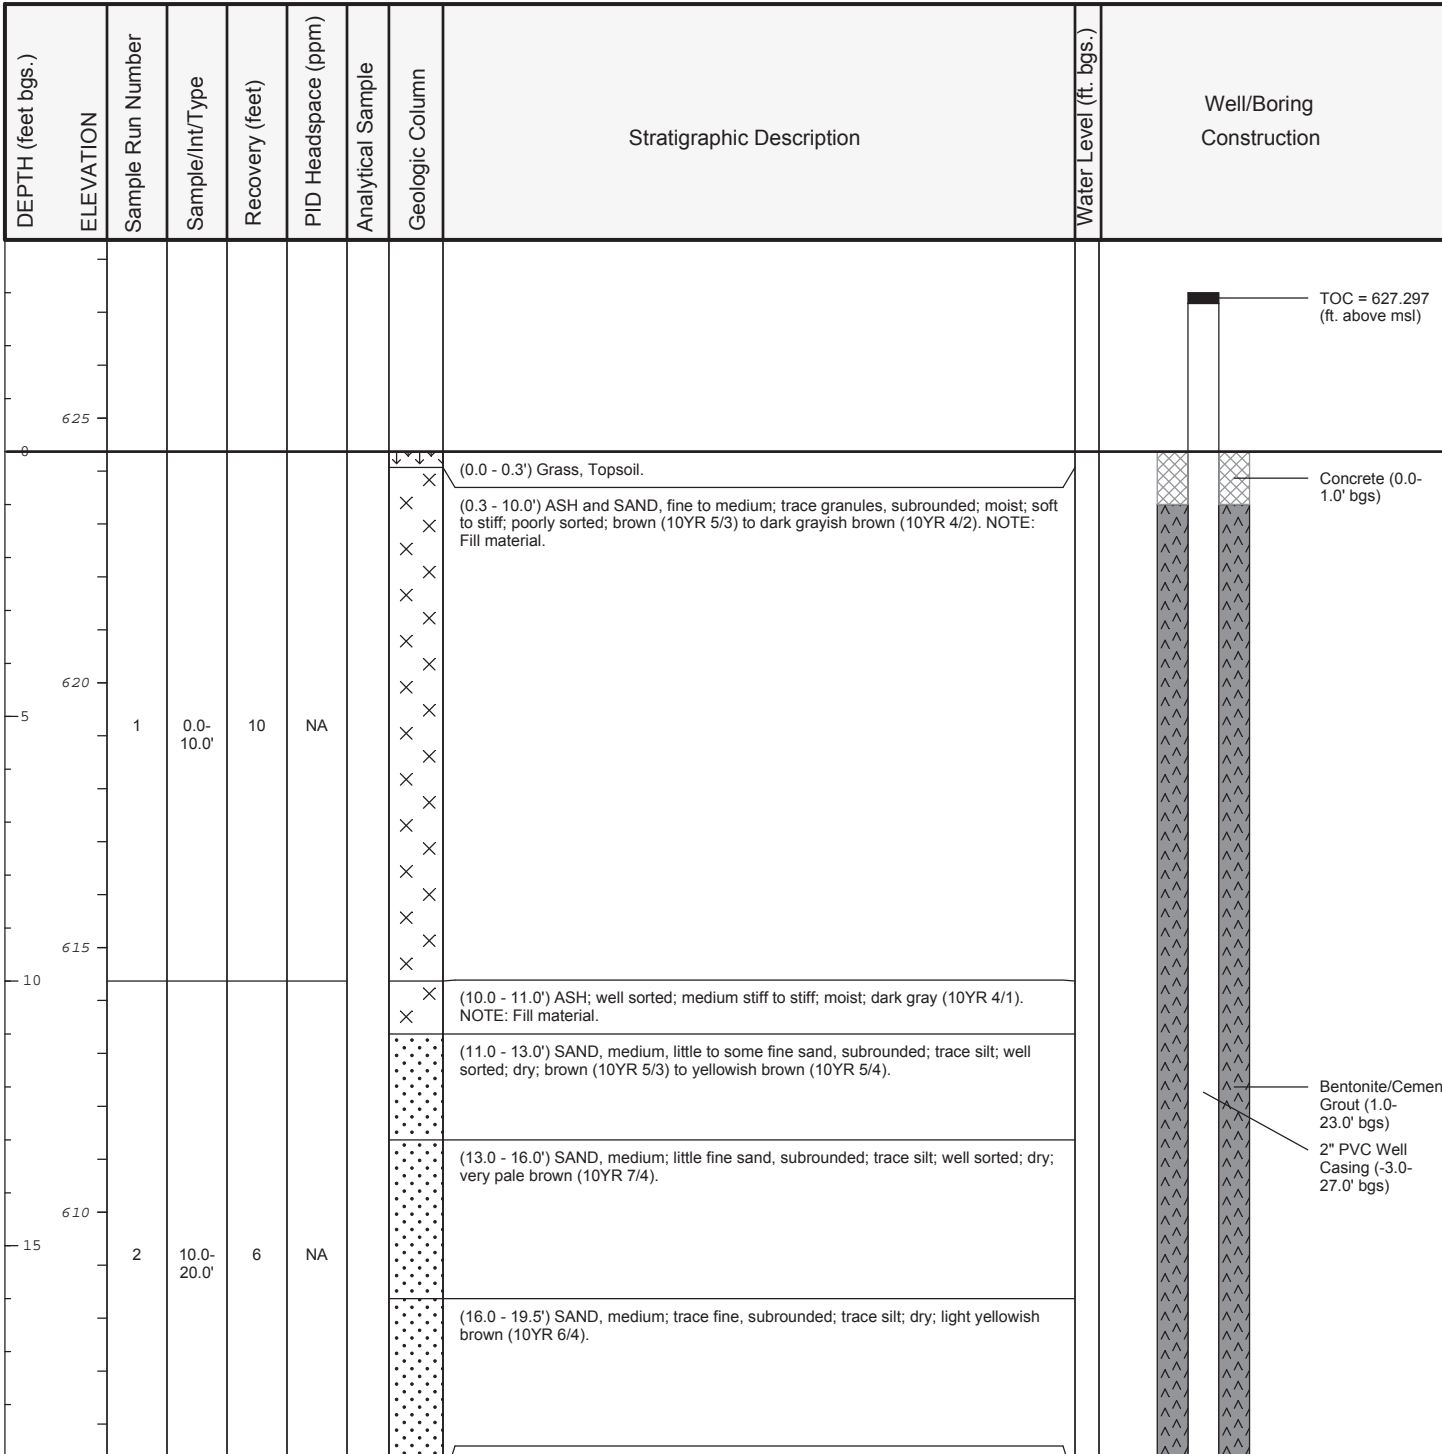 DEPTH (feet bgs.)
ELEVATION
Sample Run Number
Sample/Int/Type
Recovery (feet)
PID Headspace (ppm)
Analytical Sample
Geologic Column
Stratigraphic Description
Water Level (ft. bgs.)
Well/Boring
Construction
TOC = 627.297
(ft. above msl)
625
0
(0.0 - 0.3') Grass, Topsoil.
Concrete (0.0-
1.0' bgs)
(0.3 - 10.0') ASH and SAND, fine to medium; trace granules, subrounded; moist; soft
to stiff; poorly sorted; brown (10YR 5/3) to dark grayish brown (10YR 4/2). NOTE:
Fill material.
620
5
1
0.0-
10.0'
10
NA
615
10
(10.0 - 11.0') ASH; well sorted; medium stiff to stiff; moist; dark gray (10YR 4/1).
NOTE: Fill material.
(11.0 - 13.0') SAND, medium, little to some fine sand, subrounded; trace silt; well
sorted; dry; brown (10YR 5/3) to yellowish brown (10YR 5/4).
Bentonite/Cemen
Grout (1.0-
23.0' bgs)
(13.0 - 16.0') SAND, medium; little fine sand, subrounded; trace silt; well sorted; dry;
very pale brown (10YR 7/4).
2" PVC Well
Casing (-3.0-
27.0' bgs)
610
15
2
10.0-
20.0'
6
NA
(16.0 - 19.5') SAND, medium; trace fine, subrounded; trace silt; dry; light yellowish
brown (10YR 6/4).